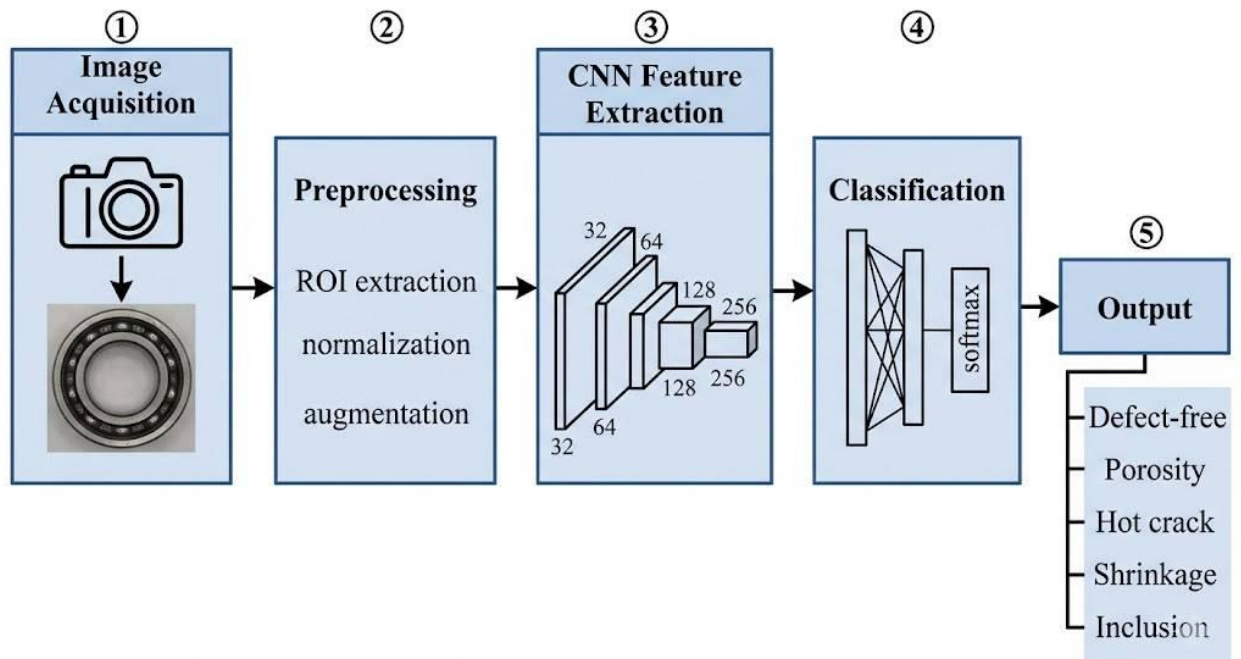 ①
Image
Acquisition
②
Preprocessing
ROI extraction
normalization
augmentation
③
CNN Feature
Extraction
32
64
128
256
32
64
128
256
④
Classification
softmax
⑤
Output
Defect-free
Porosity
Hot crack
Shrinkage
Inclusion